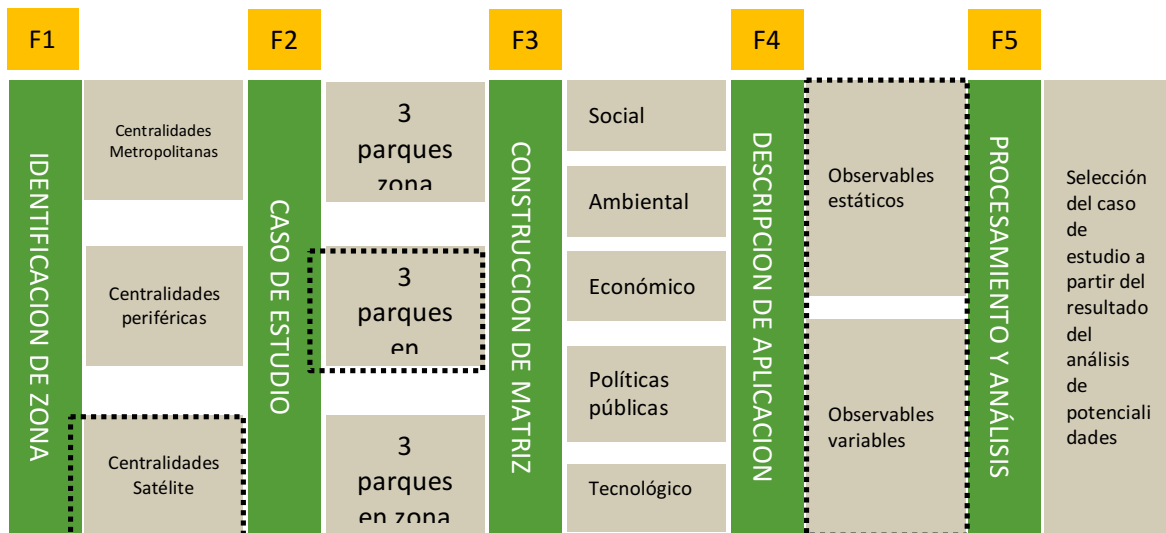 F1
IDENTIFICACION DE ZONA
Centralidades
Metropolitanas
Centralidades
periféricas
Centralidades
Satélite
F2
CASO DE ESTUDIO
3
parques
zona
3
parques
en
3
parques
en zona
F3
CONSTRUCCION DE MATRIZ
Social
Ambiental
Económico
Políticas
públicas
Tecnológico
F4
DESCRIPCION DE APLICACION
Observables
estáticos
Observables
variables
F5
PROCESAMIENTO Y ANÁLISIS
Selección
del caso
de
estudio a
partir del
resultado
del
análisis
de
potenciali
dades